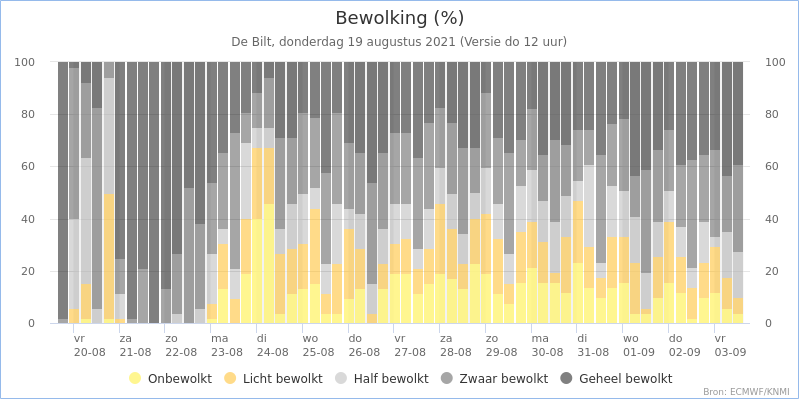 Bewolking (%)
De Bilt, donderdag 19 augustus 2021 (Versie do 12 uur)
100 100
80 80
60 60
40 40
20 20
0 0
vr za zo ma di wo do vr za zo ma di wo do vr
20-08 21-08 22-08 23-08 24-08 25-08 26-08 27-08 28-08 29-08 30-08 31-08 01-09 02-09 03-09
Onbewolkt Licht bewolkt Half bewolkt Zwaar bewolkt Geheel bewolkt
Bron: ECMWF/KNMI